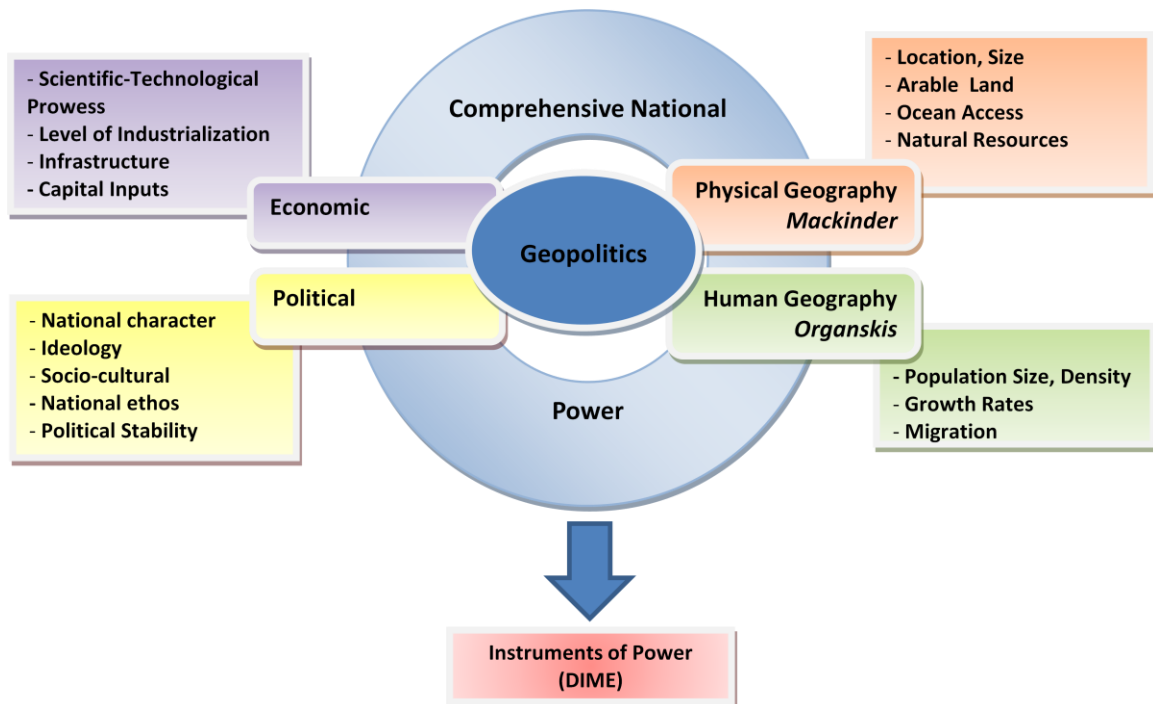 - Scientific-Technological
Prowess
- Level of Industrialization
- Infrastructure
- Capital Inputs
Economic
Comprehensive National
- Location, Size
- Arable  Land
- Ocean Access
- Natural Resources
Physical Geography
Mackinder
Geopolitics
Political
- National character
- Ideology
- Socio-cultural
- National ethos
- Political Stability
Human Geography
Organskis
- Population Size, Density
- Growth Rates
- Migration
Power
Instruments of Power
(DIME)